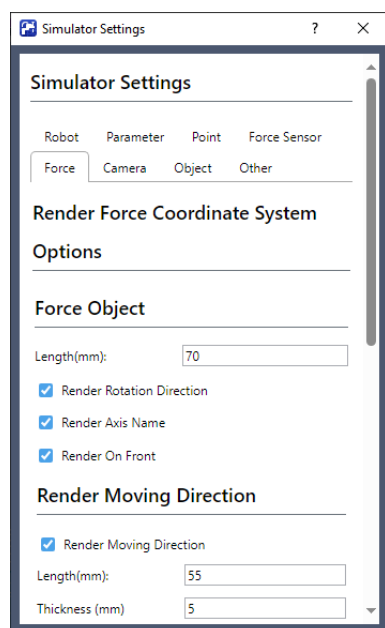 Simulator Settings ?
Simulator Settings
Robot Parameter Point Force Sensor
Force Camera Object Other
Render Force Coordinate System
Options
Force Object
Length(mm): 70
Render Rotation Direction
Render Axis Name
Render On Front
Render Moving Direction
Render Moving Direction
Length(mm): 55
Thickness (mm) 5